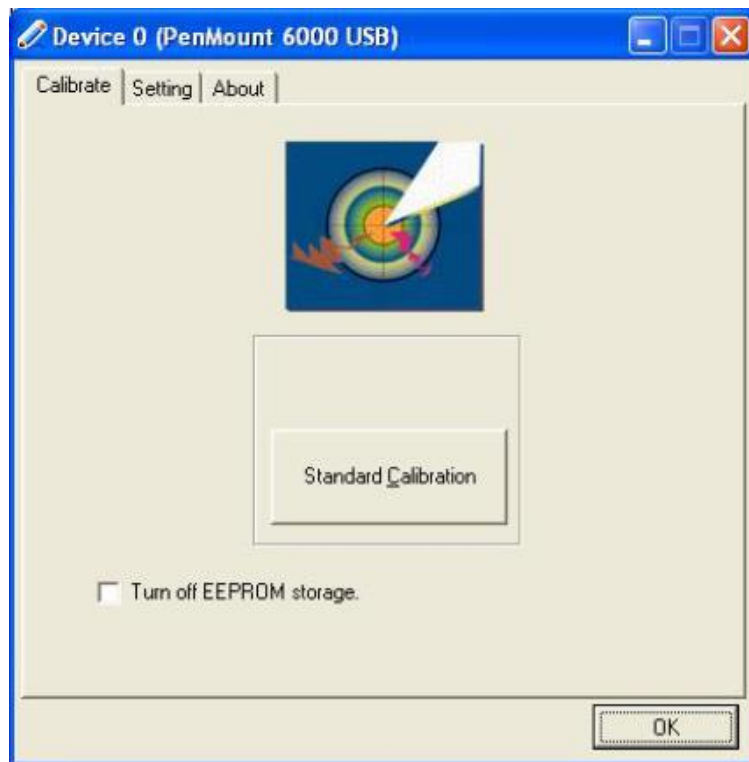 Device 0 (PenMount 6000 USB)
Calibrate Setting About
Standard Calibration
Turn off EEPROM storage.
OK